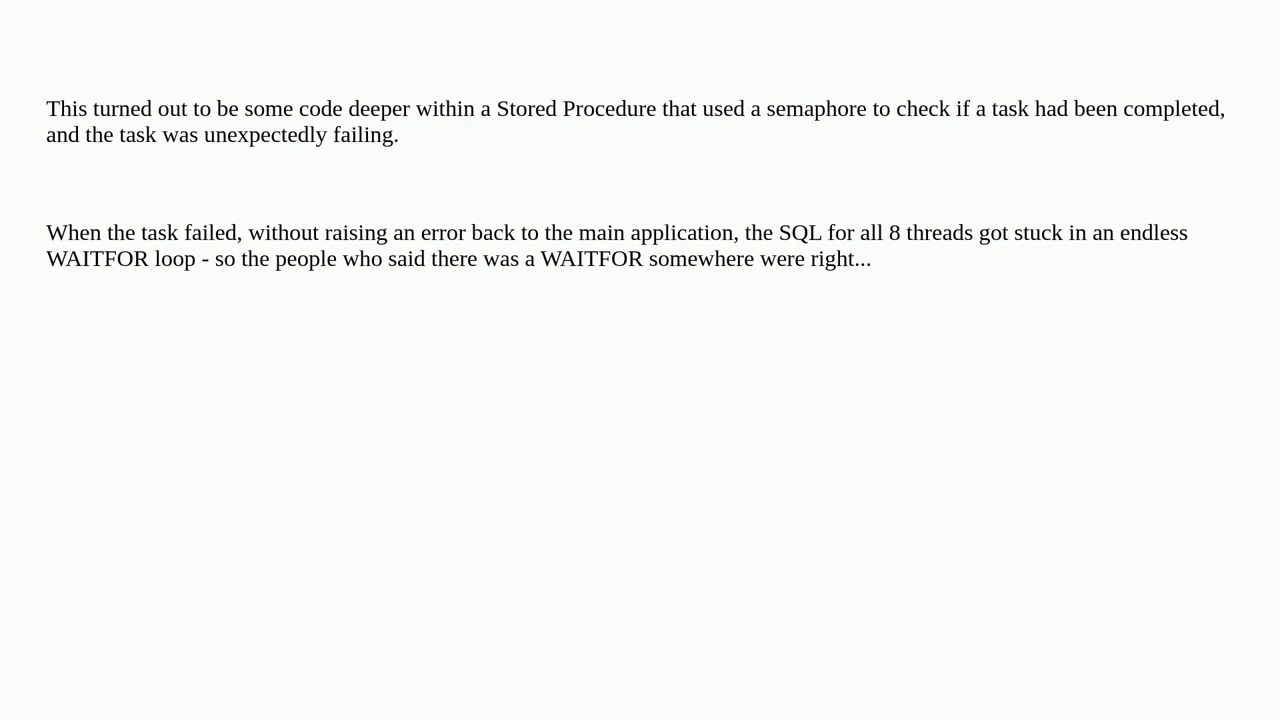 This turned out to be some code deeper within a Stored Procedure that used a semaphore to check if a task had been completed,
and the task was unexpectedly failing.
When the task failed, without raising an error back to the main application, the SQL for all 8 threads got stuck in an endless
WAITFOR loop - so the people who said there was a WAITFOR somewhere were right...